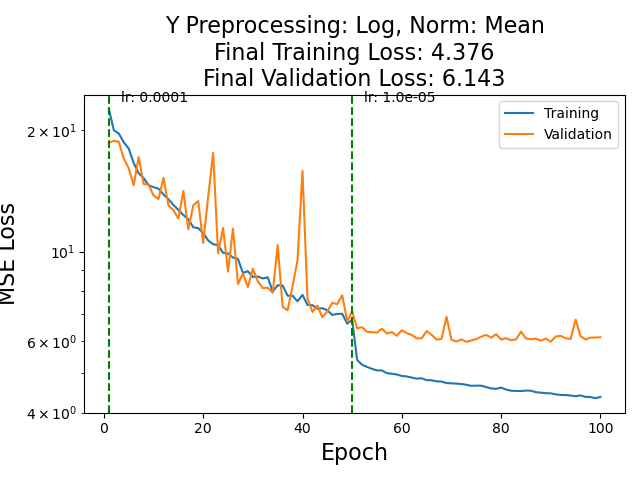 Y Preprocessing: Log, Norm: Mean
Final Training Loss: 4.376
Final Validation Loss: 6.143
lr: 0.0001
lr: 1.0e-05
Training
Validation
2 × 10¹
10¹
6 × 10⁰
4 × 10⁰
MSE Loss
0
20
40
60
80
100
Epoch